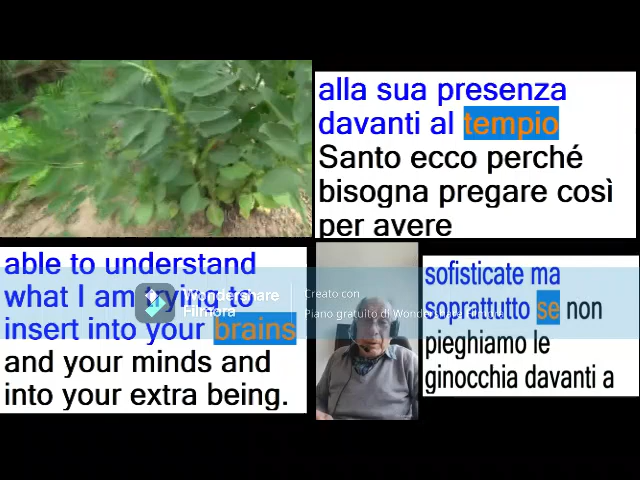 alla sua presenza
davanti al tempio
Santo ecco perché
bisogna pregare così
per avere
able to understand
what I am trying to
insert into your brains
and your minds and
into your extra being.
Wondershare
Filmora
Creato con
Piano gratuito di Wondershare Filmora
sofisticate ma
soprattutto se non
pieghiamo le
ginocchia davanti a